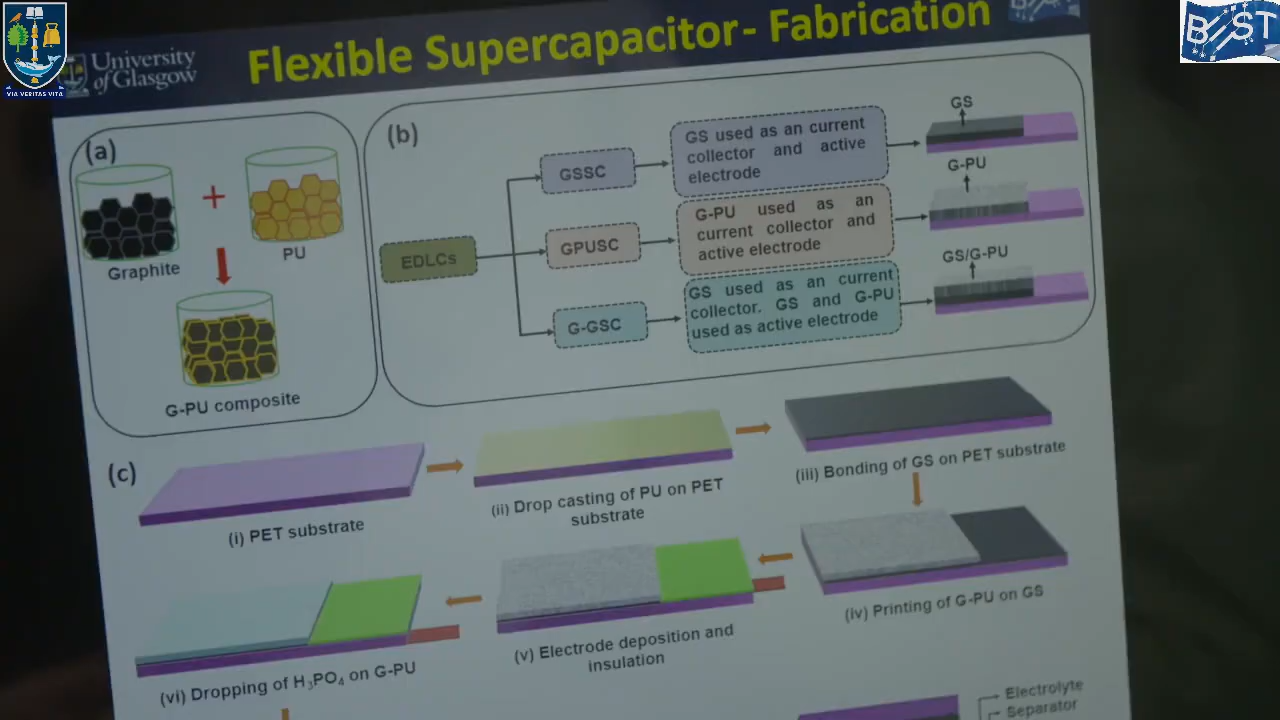 VIA VERITAS VITA
University
of Glasgow
Flexible Supercapacitor- Fabrication
BEST
(a)
Graphite
+
PU
G-PU composite
(b)
EDLCs
GSSC
GS used as an current
collector and active
electrode
GS
GPUSC
G-PU used as an
current collector and
active electrode
G-PU
G-GSC
GS used as an current
collector. GS and G-PU
used as active electrode
GS/G-PU
(c)
(i) PET substrate
(ii) Drop casting of PU on PET
substrate
(iii) Bonding of GS on PET substrate
(iv) Printing of G-PU on GS
(v) Electrode deposition and
insulation
(vi) Dropping of H₃PO₄ on G-PU
Electrolyte
Separator